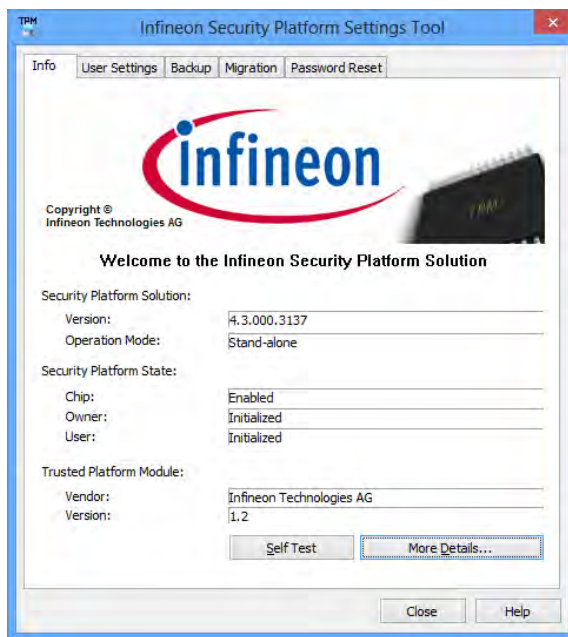 TPM
Infineon Security Platform Settings Tool
Info User Settings Backup Migration Password Reset
Infineon
TPM
Copyright ©
Infineon Technologies AG
Welcome to the Infineon Security Platform Solution
Security Platform Solution:
Version: 4.3.000.3137
Operation Mode: Stand-alone
Security Platform State:
Chip: Enabled
Owner: Initialized
User: Initialized
Trusted Platform Module:
Vendor: Infineon Technologies AG
Version: 1.2
Self Test More Details...
Close Help